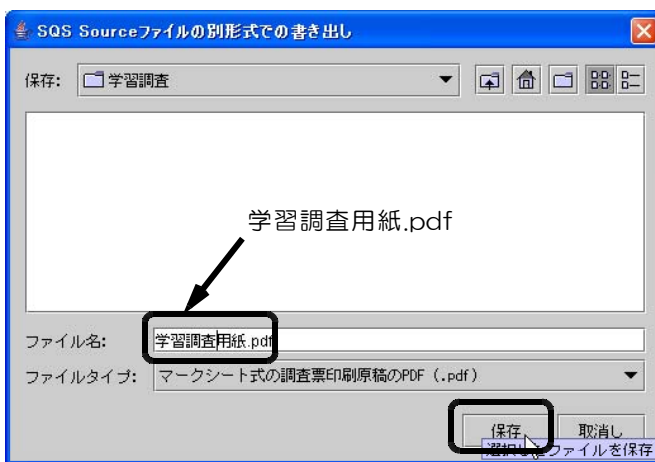 SQS Sourceファイルの別形式での書き出し
保存: 学習調査
学習調査用紙.pdf
ファイル名: 学習調査用紙.pdf
ファイルタイプ: マークシート式の調査票印刷原稿のPDF (.pdf)
保存 取消し
選択したファイルを保存